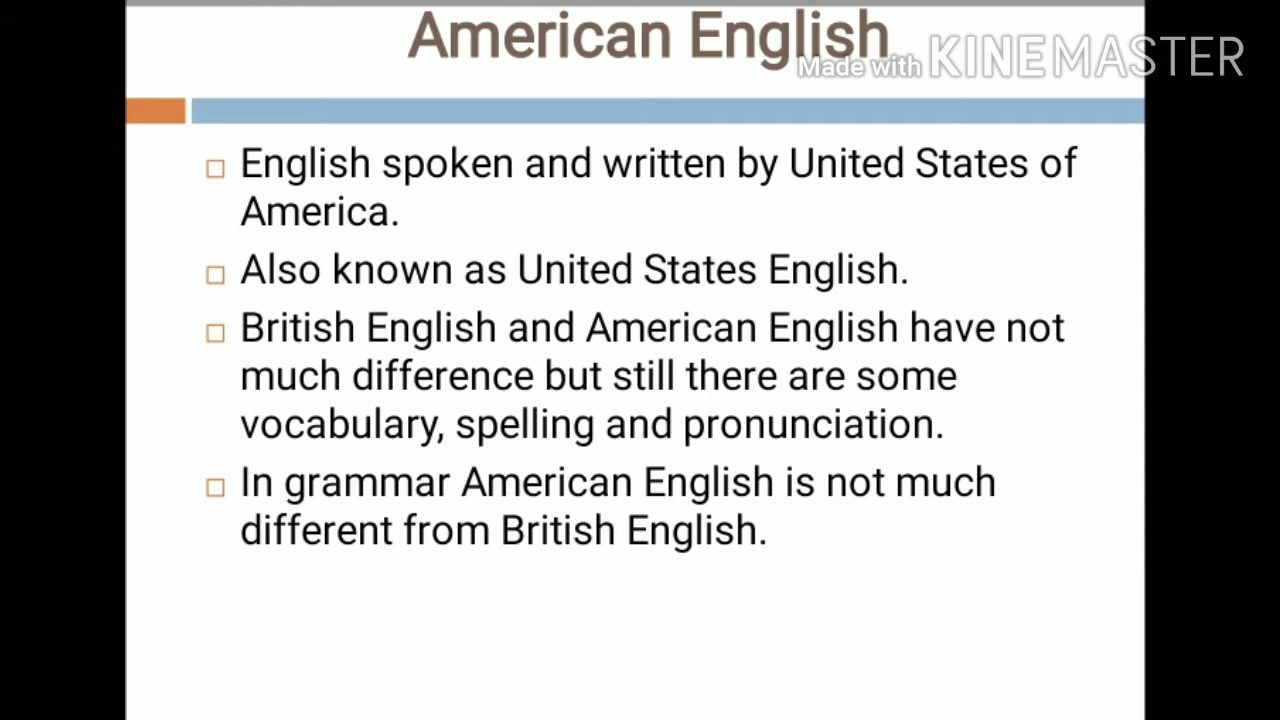 American English
Made with KINEMASTER
English spoken and written by United States of
America.
Also known as United States English.
British English and American English have not
much difference but still there are some
vocabulary, spelling and pronunciation.
In grammar American English is not much
different from British English.